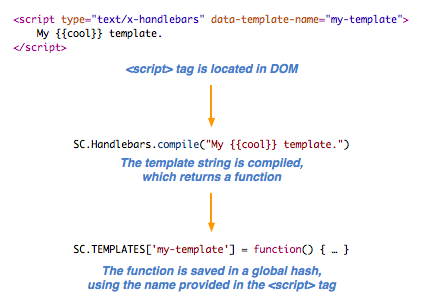 <script type="text/x-handlebars" data-template-name="my-template">
    My {{cool}} template.
</script>
<script> tag is located in DOM
SC.Handlebars.compile("My {{cool}} template.")
The template string is compiled,
which returns a function
SC.TEMPLATES['my-template'] = function() { … }
The function is saved in a global hash,
using the name provided in the <script> tag